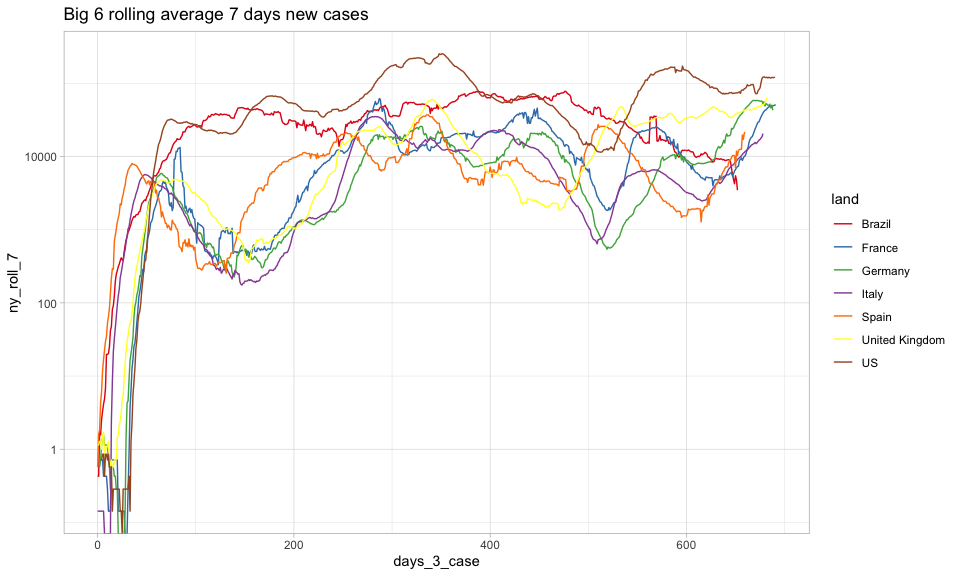 Big 6 rolling average 7 days new cases
ny_roll_7
10000
100
1
0
200
400
600
days_3_case
land
Brazil
France
Germany
Italy
Spain
United Kingdom
US